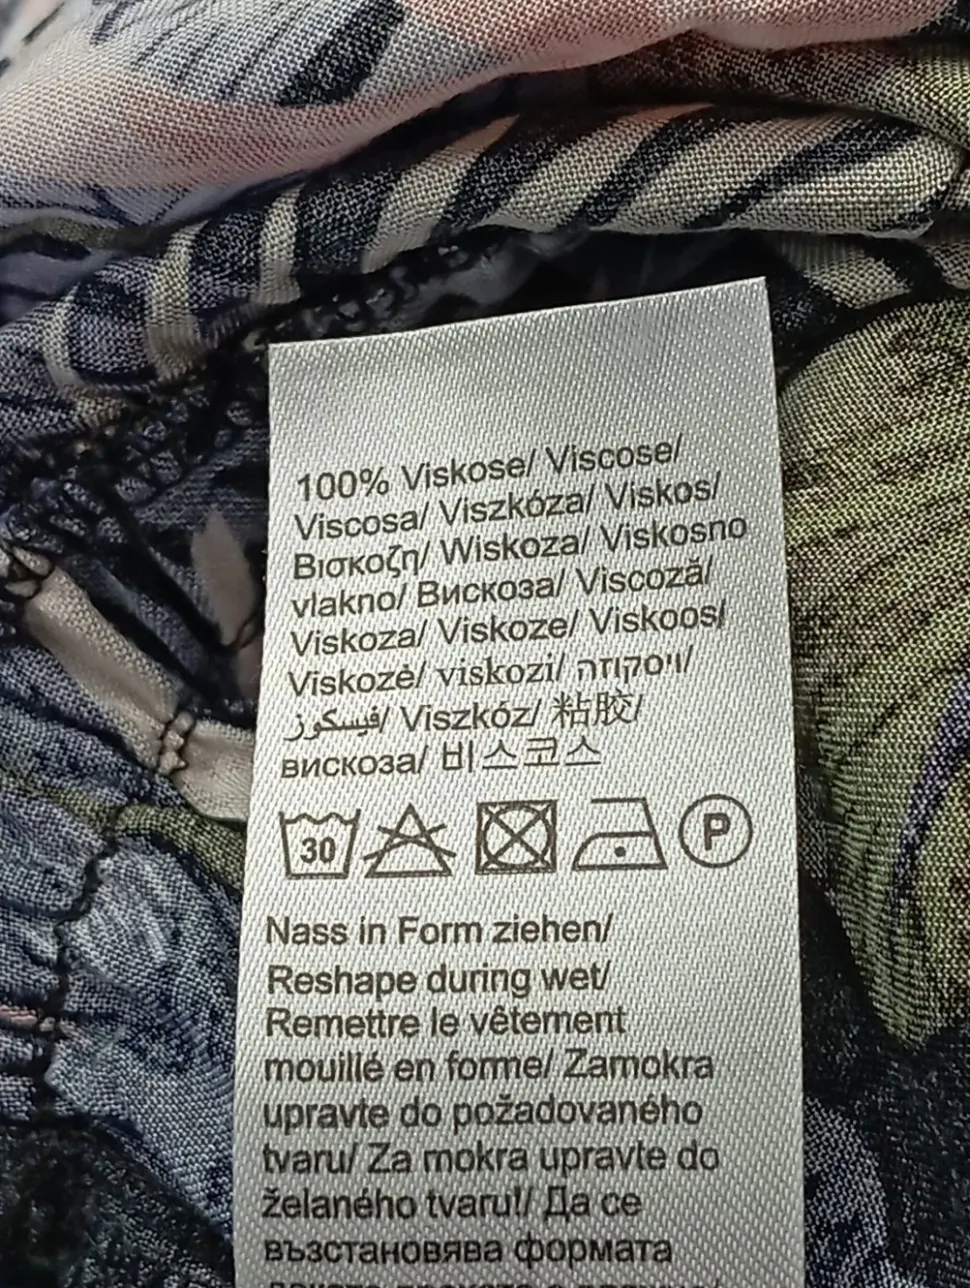 100% Viskose/ Viscose/
Viscosa/ Viszkóza/ Viskos/
Βισκοζη/ Wiskoza/ Viskosno
vlakno/ Вискоза/ Viscoză/
Viskoza/ Viskoze/ Viskoos/
Viskozė/ viskozi/ וויסקוזה/
فيسكوز/ Viszkóz/ 粘胶/
вискоза/ 비스코스
30
P
Nass in Form ziehen/
Reshape during wet/
Remettre le vêtement
mouillé en forme/ Zamokra
upravte do požadovaného
tvaru/ Za mokra upravte do
želaného tvaru!/ Да се
възстановява формата